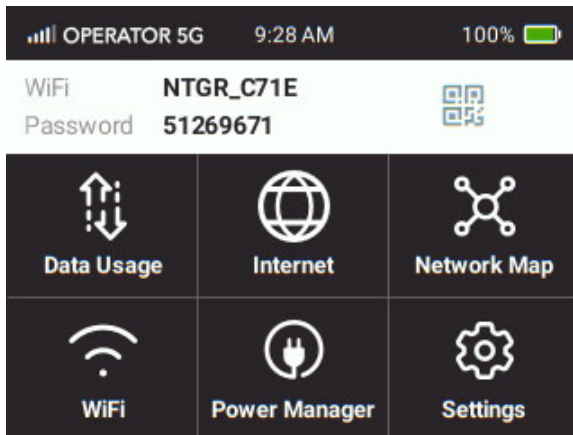 OPERATOR 5G 9:28 AM 100%
WiFi NTGR_C71E
Password 51269671
Data Usage Internet Network Map
WiFi Power Manager Settings